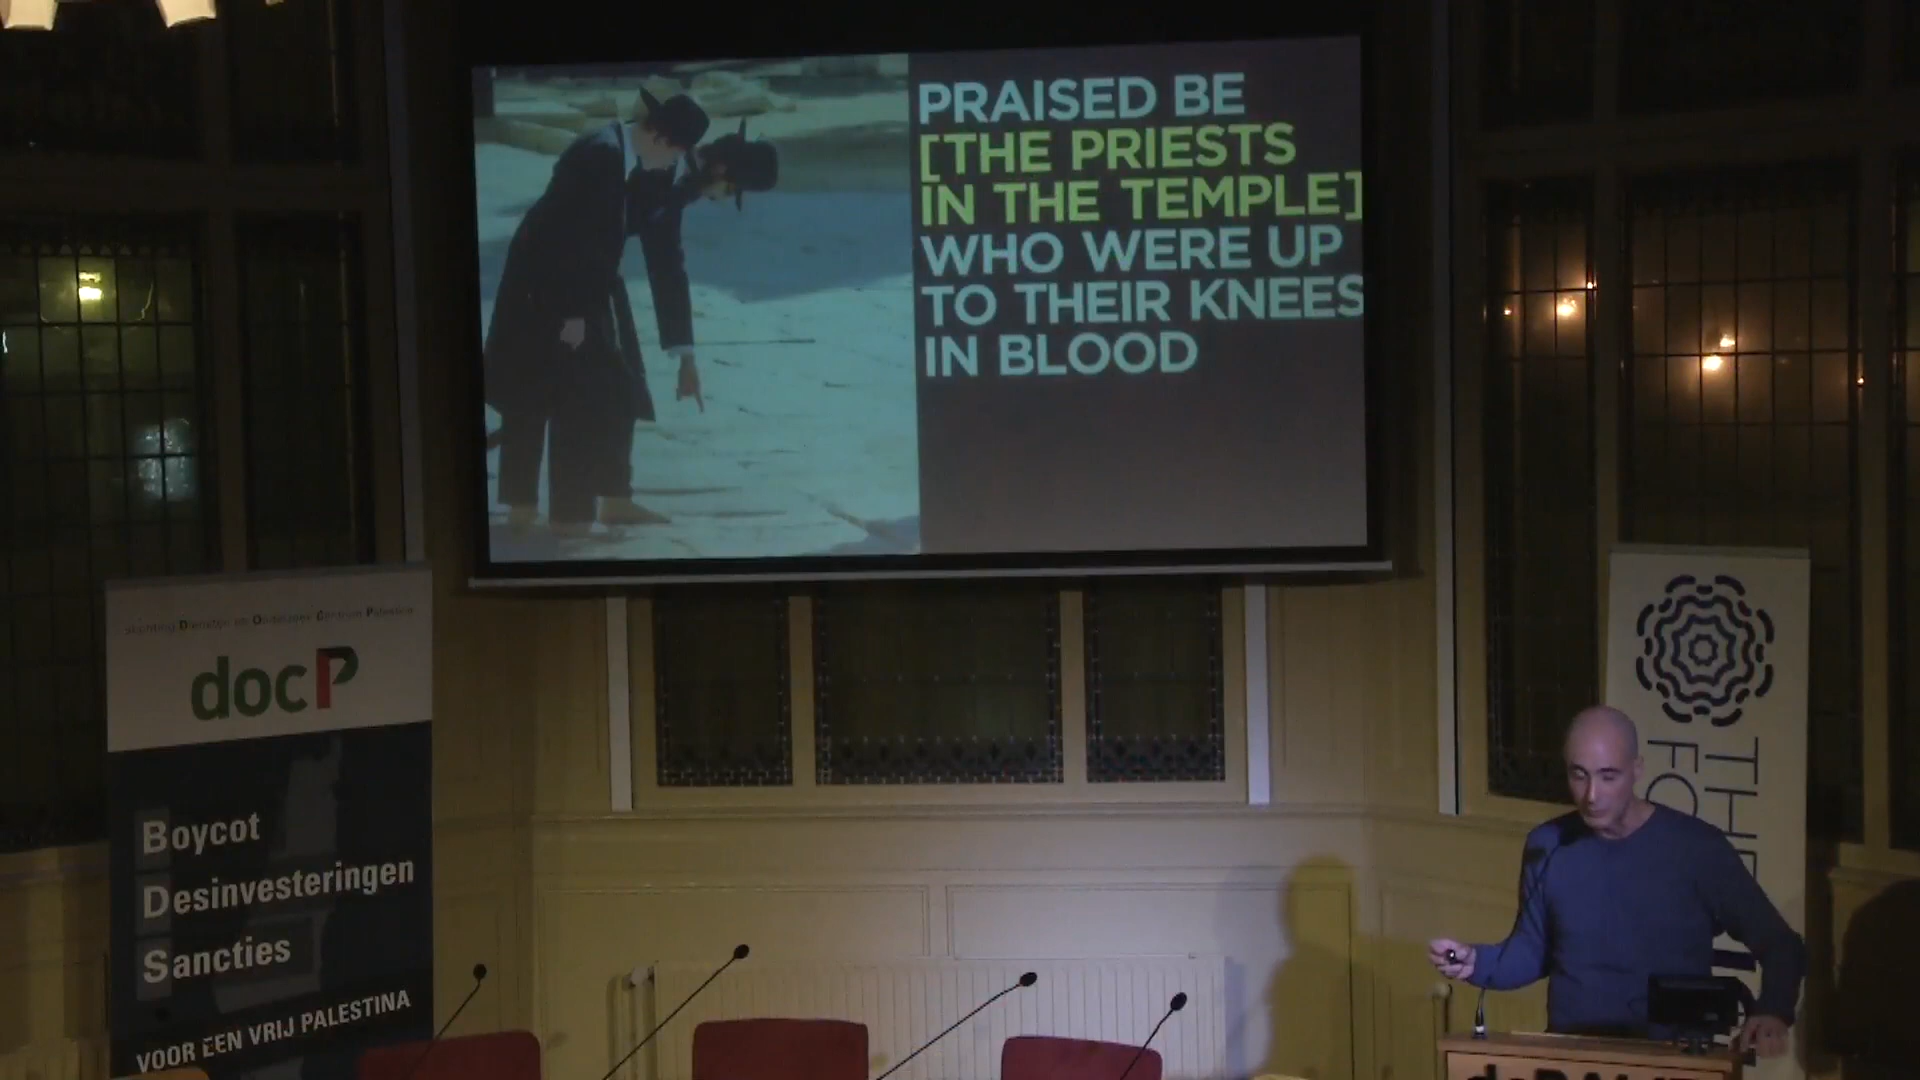 PRAISED BE
[THE PRIESTS
IN THE TEMPLE]
WHO WERE UP
TO THEIR KNEES
IN BLOOD
docP
Boycot
Desinvesteringen
Sancties
VOOR EEN VRIJ PALESTINA